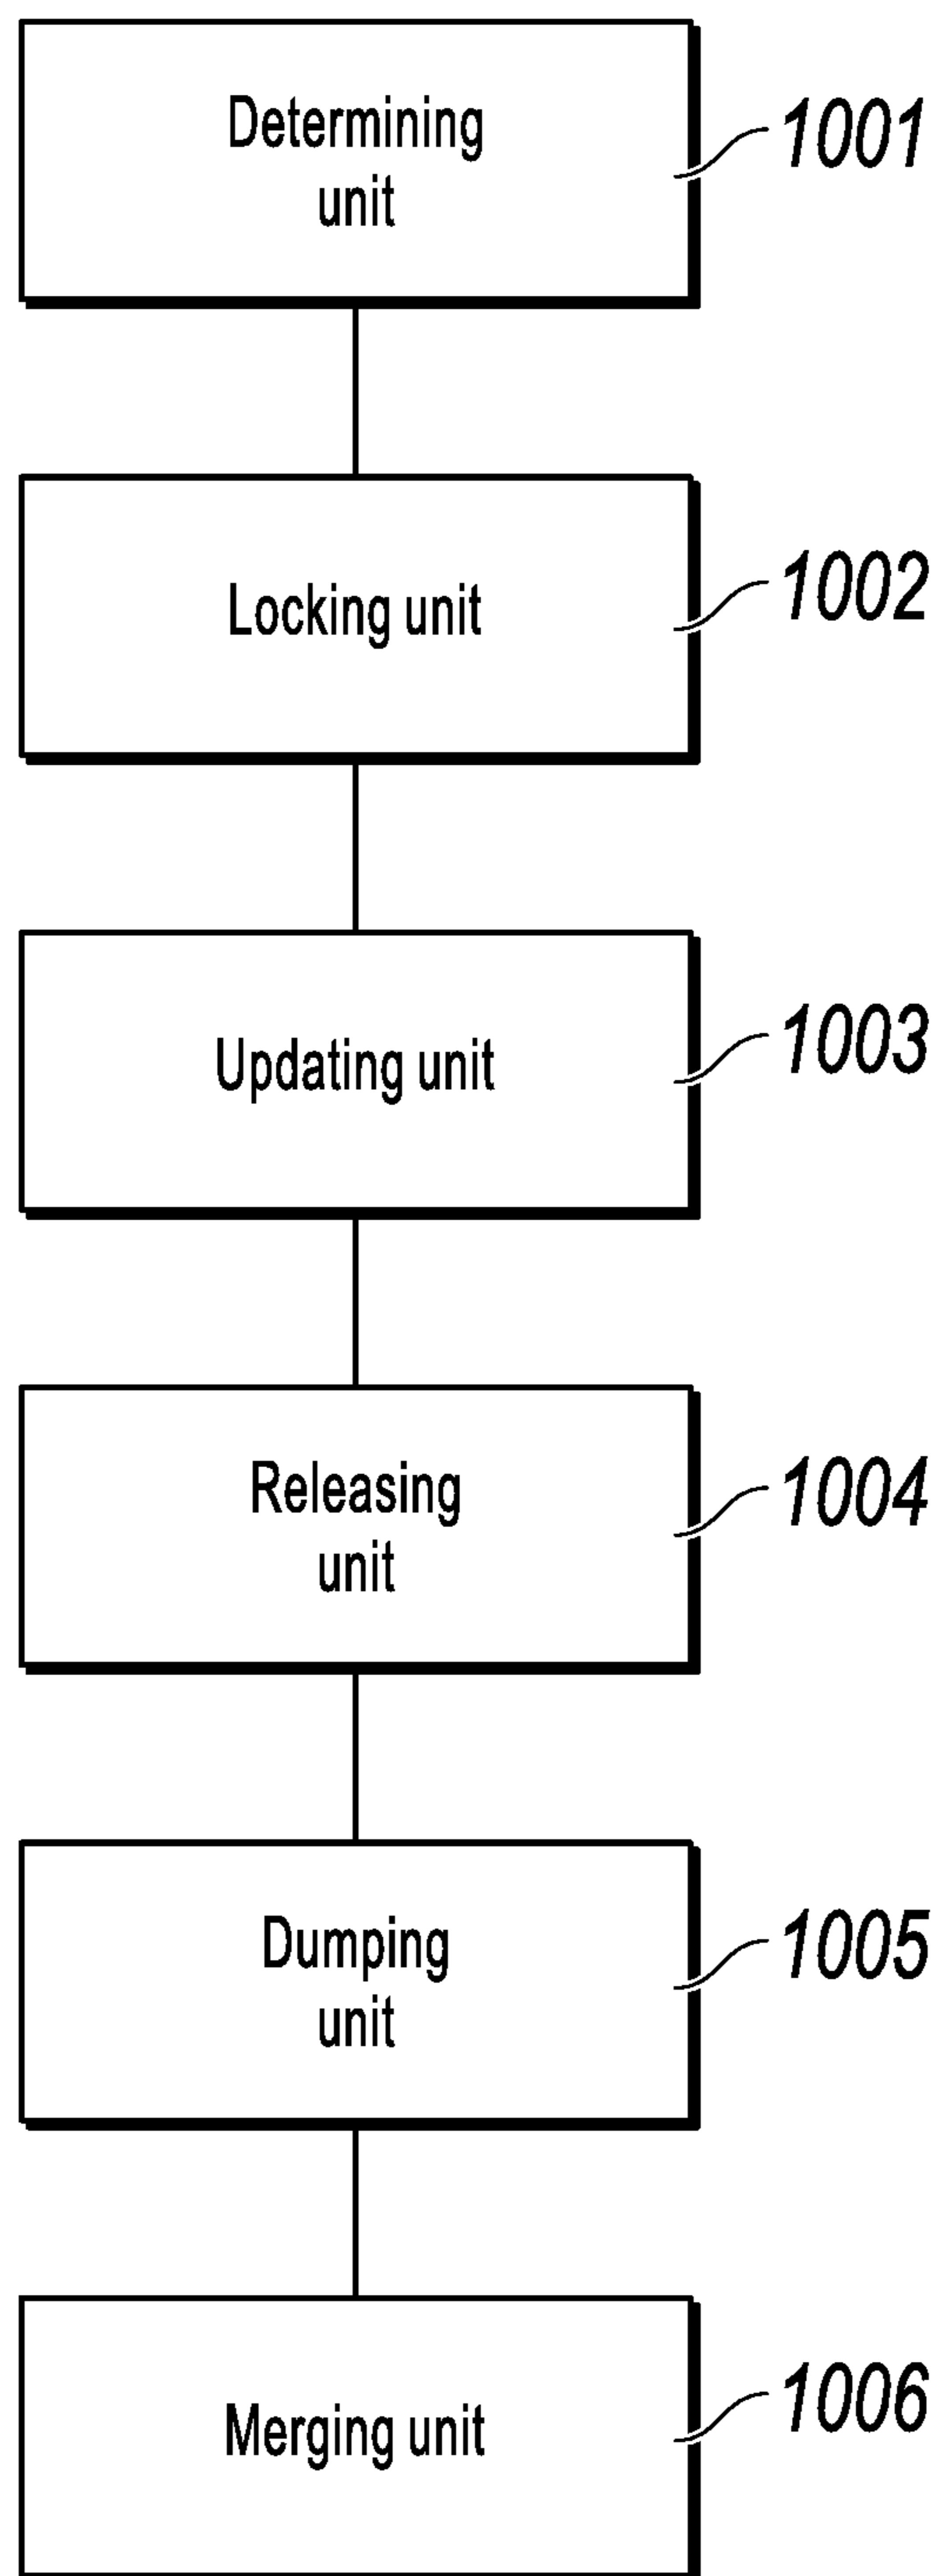 Determining
unit
1001
Locking unit
1002
Updating unit
1003
Releasing
unit
1004
Dumping
unit
1005
Merging unit
1006